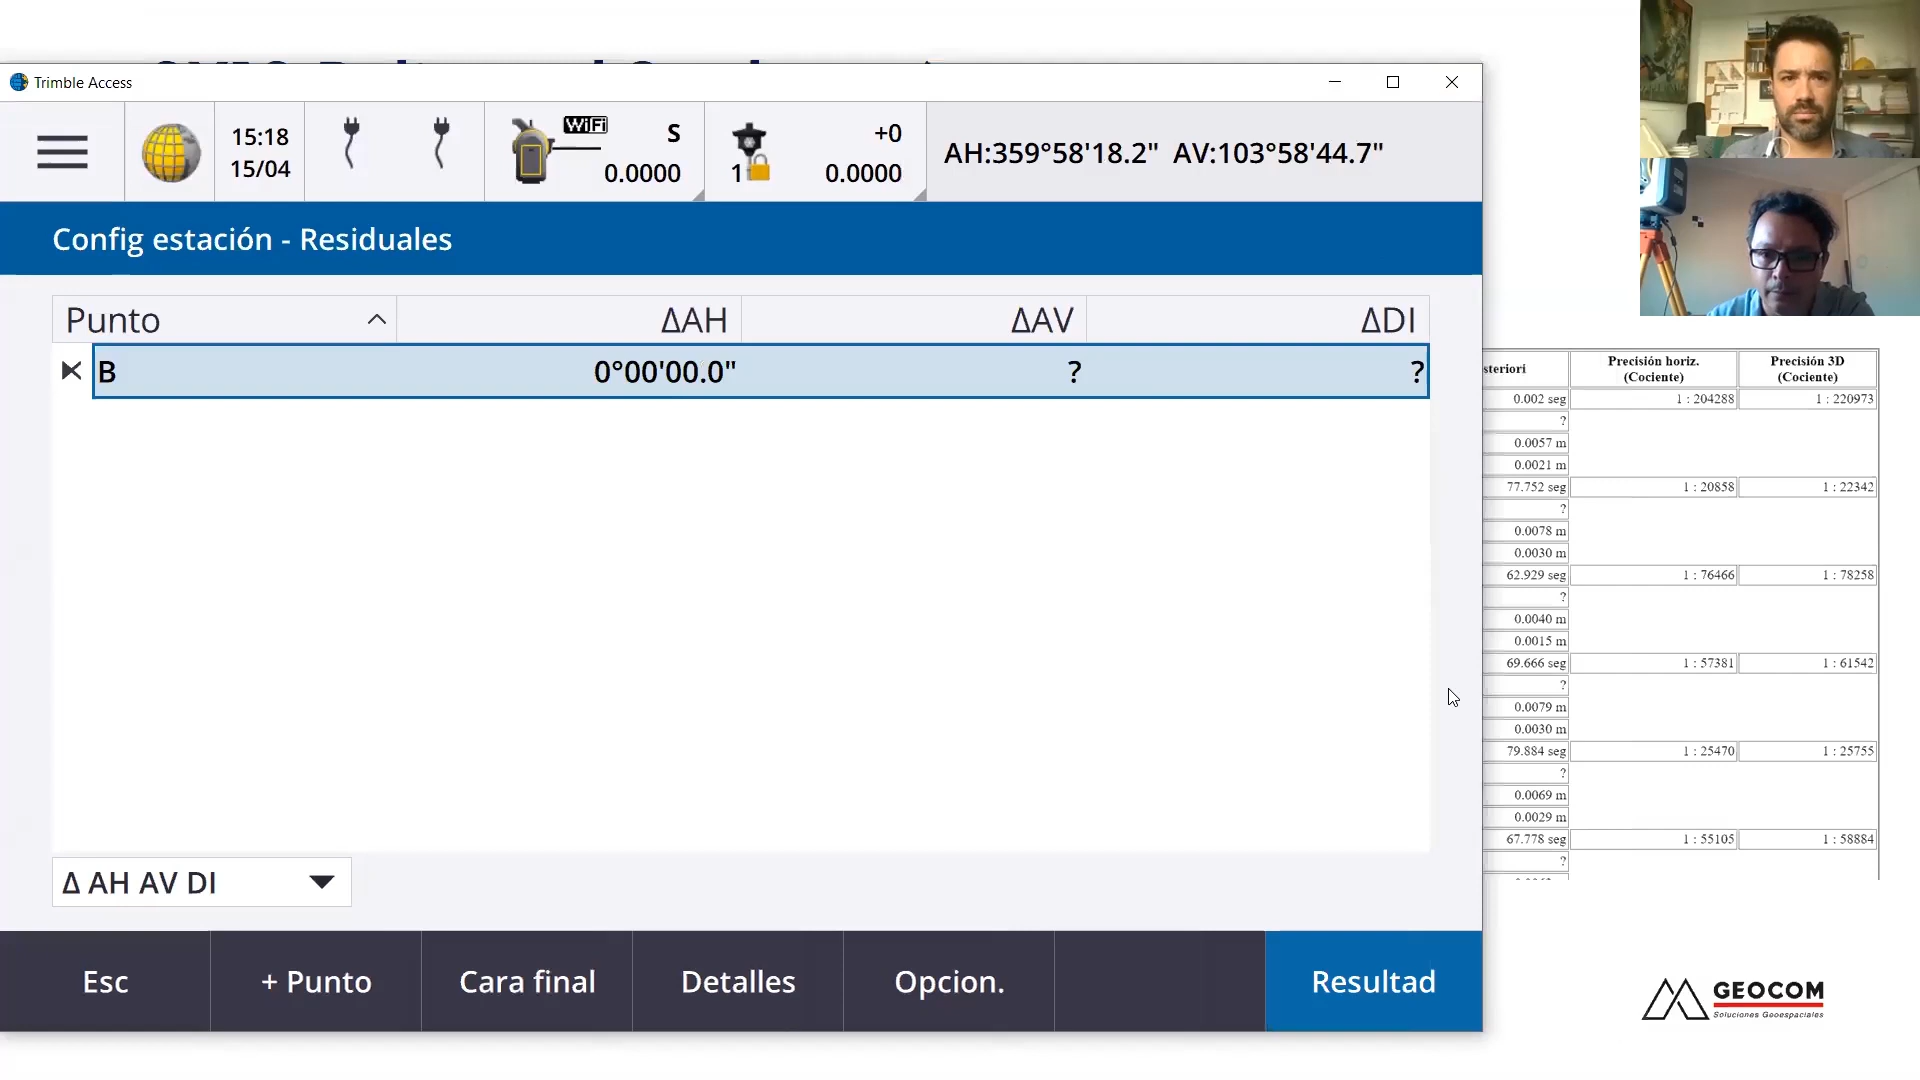 Trimble Access
15:18
15/04
WiFi
S
0.0000
1
+0
0.0000
AH:359°58'18.2" AV:103°58'44.7"
Config estación - Residuales
Punto ΔAH ΔAV ΔDI
B 0°00'00.0" ? ?
Δ AH AV DI
Esc
+ Punto
Cara final
Detalles
Opcion.
Resultad
steriori Precisión horiz. (Cociente) Precisión 3D (Cociente)
0.002 seg 1 : 204288 1 : 220973
?
0.0057 m
0.0021 m
77.752 seg 1 : 20858 1 : 22342
?
0.0078 m
0.0030 m
62.929 seg 1 : 76466 1 : 78258
?
0.0040 m
0.0015 m
69.666 seg 1 : 57381 1 : 61542
?
0.0079 m
0.0030 m
79.884 seg 1 : 25470 1 : 25755
?
0.0069 m
0.0029 m
67.778 seg 1 : 55105 1 : 58884
?
GEOCOM
Soluciones Geoespaciales